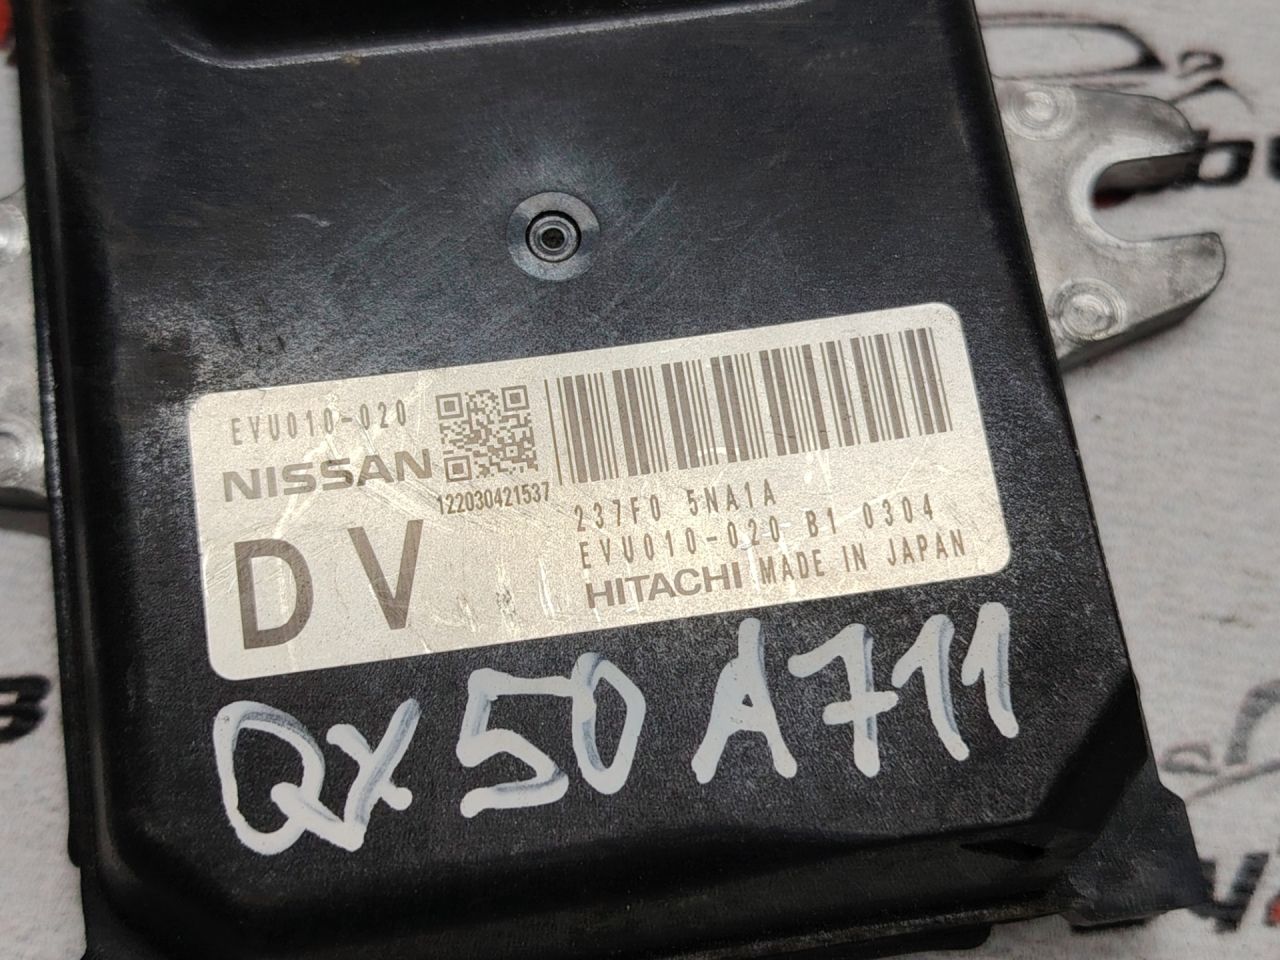 EVU010-020
NISSAN
122030421537
DV
237F0 5NA1A
EVU010-020 B1 0304
HITACHI MADE IN JAPAN
QX50 A711